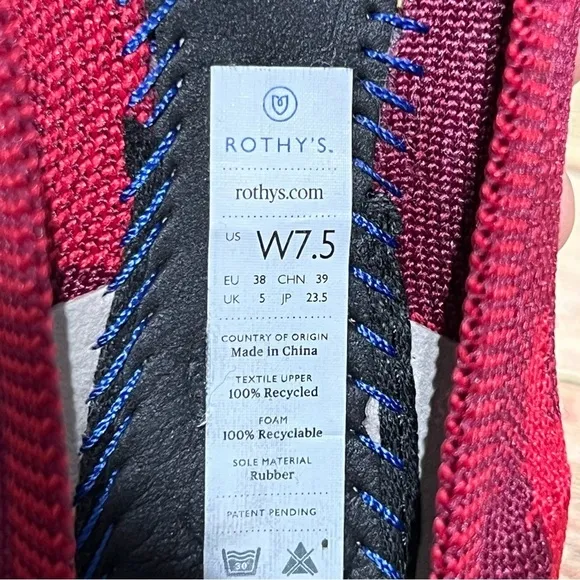 ROTHY'S™
rothys.com
US W7.5
EU 38 CHN 39
UK 5 JP 23.5
COUNTRY OF ORIGIN
Made in China
TEXTILE UPPER
100% Recycled
FOAM
100% Recyclable
SOLE MATERIAL
Rubber
PATENT PENDING
30°